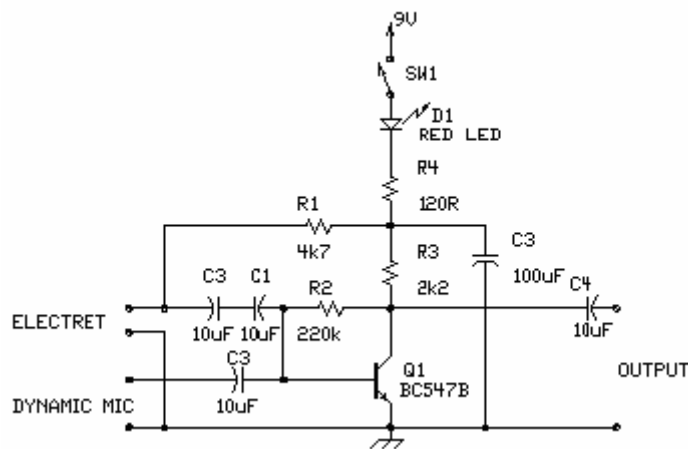 9V
SW1
D1
RED LED
R4
120R
R1
4k7
R3
2k2
C3
100uF
C3
10uF
C1
10uF
R2
220k
C4
10uF
ELECTRET
C3
10uF
Q1
BC547B
OUTPUT
DYNAMIC MIC